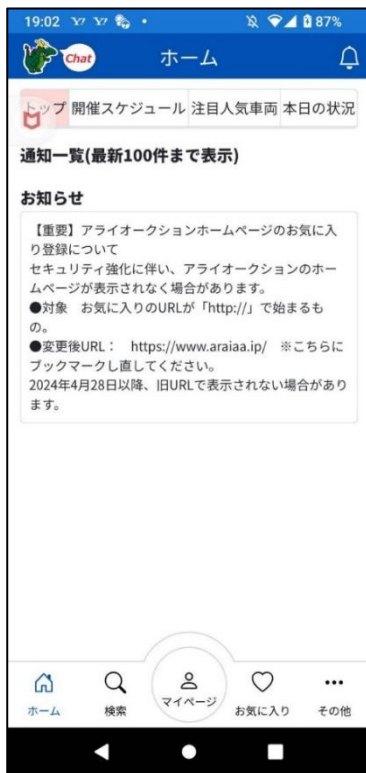 19:02 87%
Chat ホーム
トップ 開催スケジュール 注目人気車両 本日の状況
通知一覧(最新100件まで表示)
お知らせ
【重要】アライオークションホームページのお気に入
り登録について
セキュリティ強化に伴い、アライオークションのホー
ムページが表示されなく場合があります。
●対象　お気に入りのURLが「http://」で始まるも
の。
●変更後URL：　https://www.araiaa.jp/　※こちらに
ブックマークし直してください。
2024年4月28日以降、旧URLで表示されない場合があり
ます。
ホーム 検索 マイページ お気に入り その他